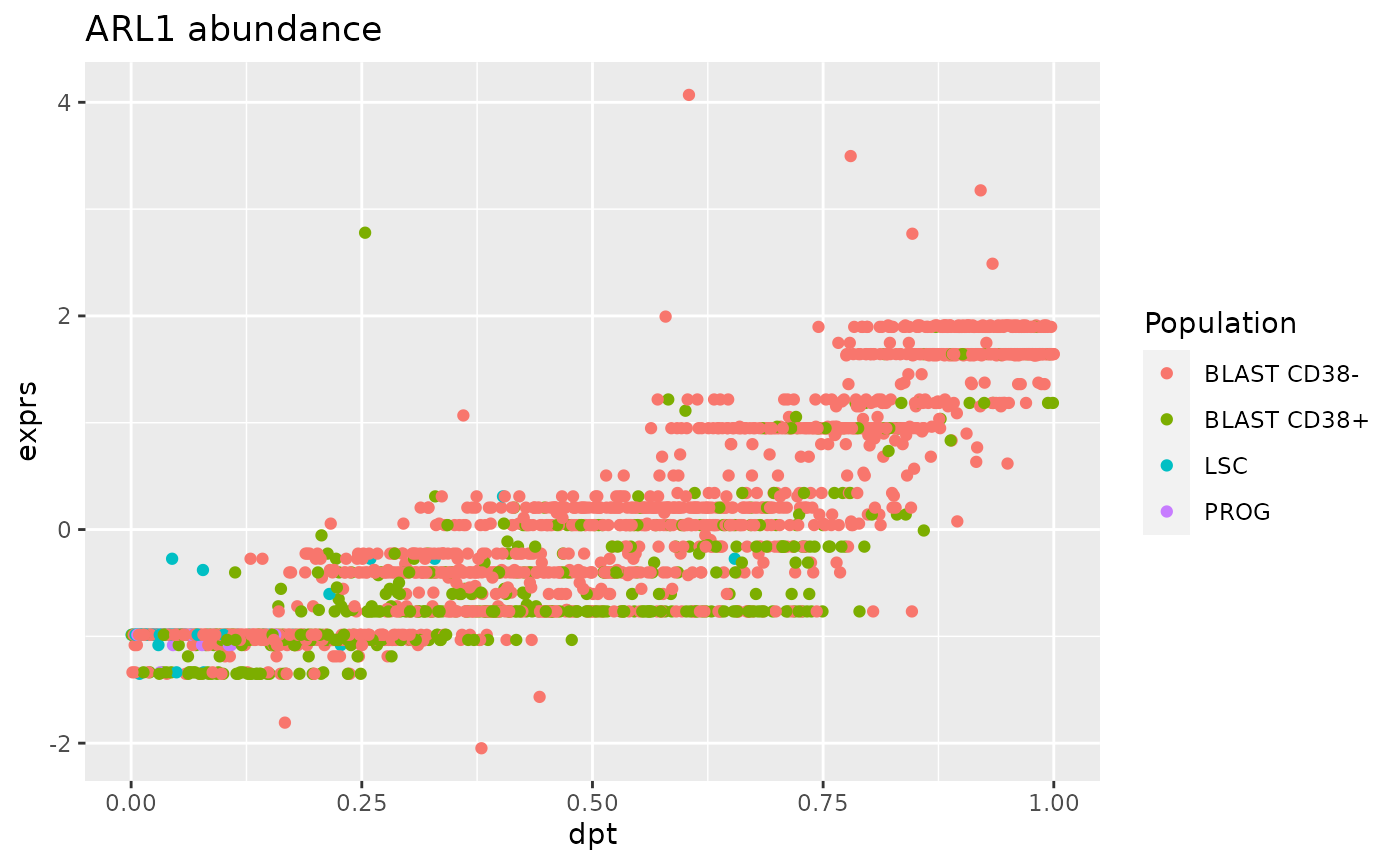 ARL1 abundance
exprs
4
2
0
-2
0.00
0.25
0.50
0.75
1.00
dpt
Population
BLAST CD38-
BLAST CD38+
LSC
PROG